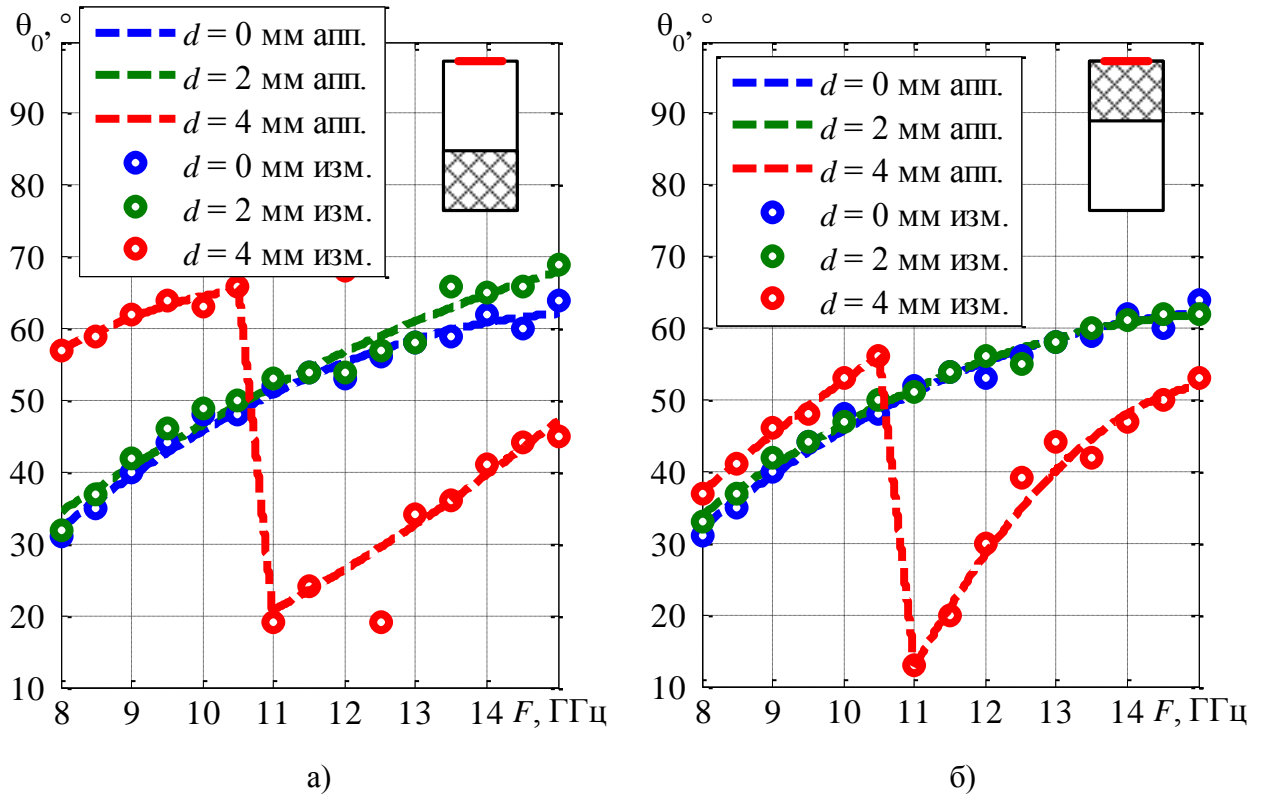 θ0, °
d = 0 мм апп.
d = 2 мм апп.
d = 4 мм апп.
d = 0 мм изм.
d = 2 мм изм.
d = 4 мм изм.
90
80
70
60
50
40
30
20
10
8 9 10 11 12 13 14 F, ГГц
а)
θ0, °
d = 0 мм апп.
d = 2 мм апп.
d = 4 мм апп.
d = 0 мм изм.
d = 2 мм изм.
d = 4 мм изм.
90
80
70
60
50
40
30
20
10
8 9 10 11 12 13 14 F, ГГц
б)